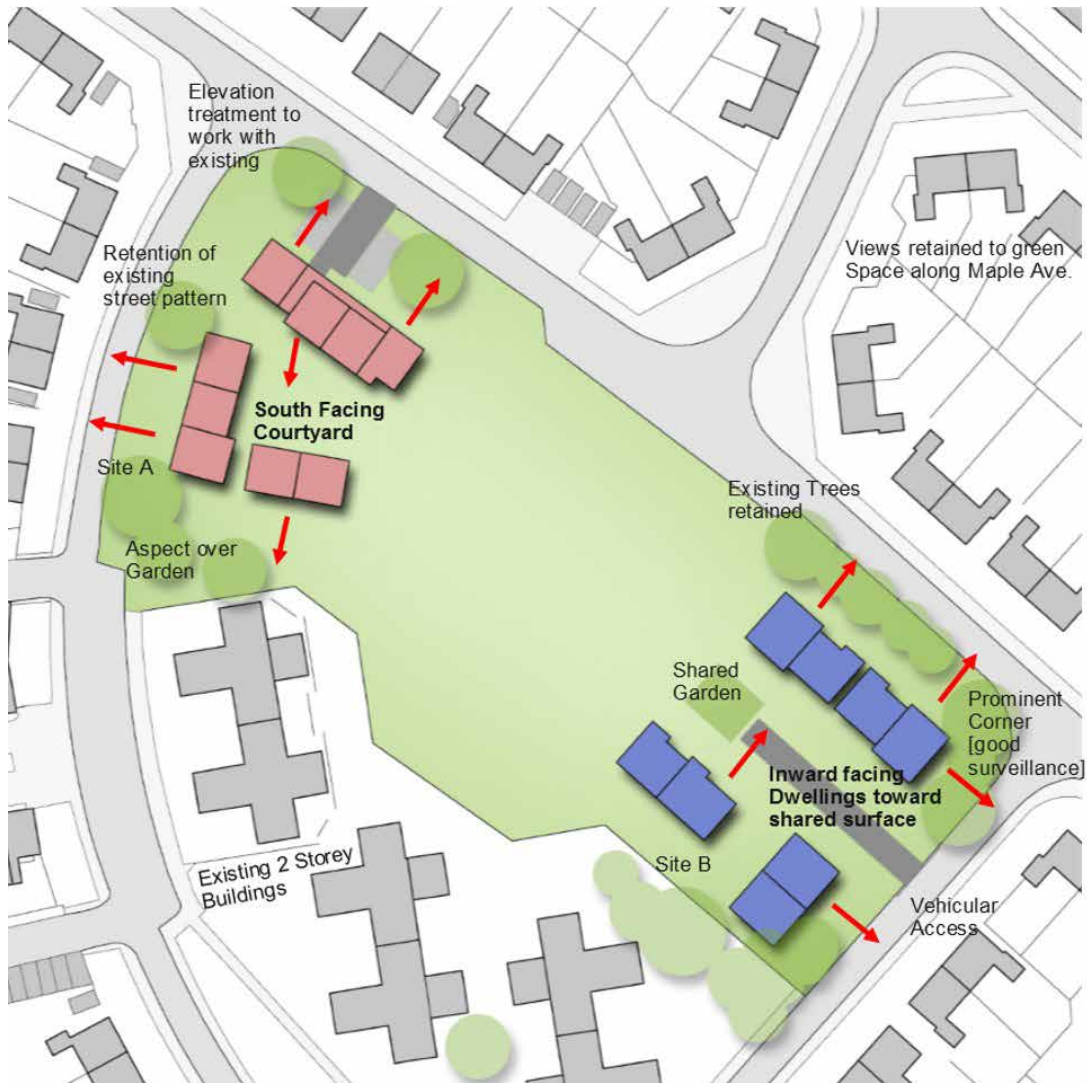 Elevation
treatment to
work with
existing
Retention of
existing
street pattern
Views retained to green
Space along Maple Ave.
South Facing
Courtyard
Site A
Existing Trees
retained
Aspect over
Garden
Shared
Garden
Prominent
Corner
[good
surveillance]
Inward facing
Dwellings toward
shared surface
Existing 2 Storey
Buildings
Site B
Vehicular
Access